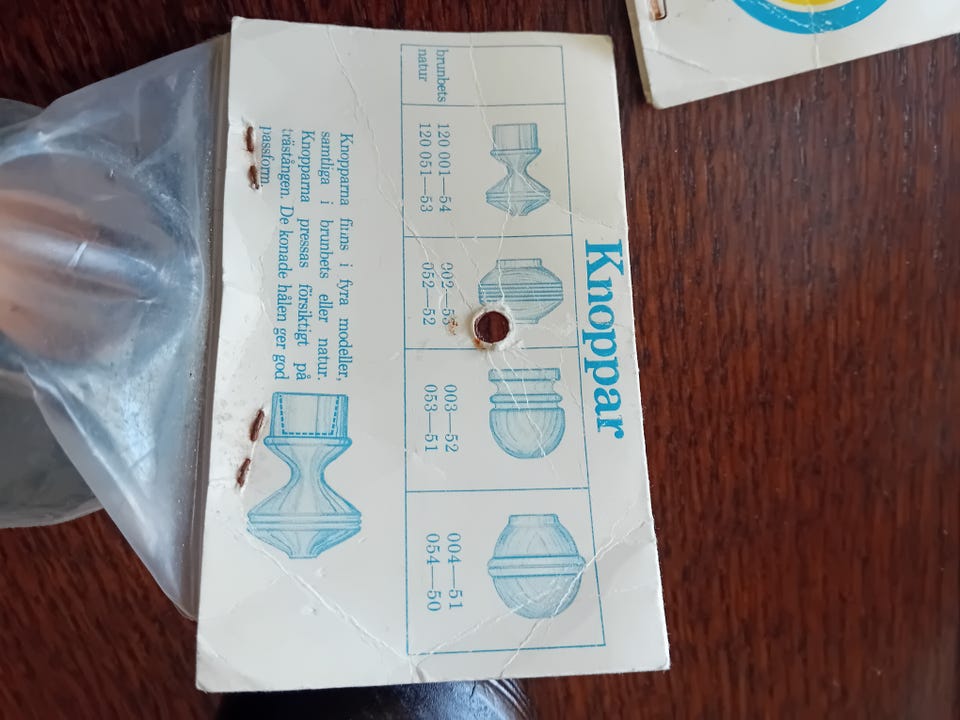 Knoppar
brunbets 120 001—54 002—53 003—52 004—51
natur 120 051—53 052—52 053—51 054—50
Knopparna finns i fyra modeller,
samtliga i brunbets eller natur.
Knopparna pressas försiktigt på
trästången. De konade hålen ger god
passform.